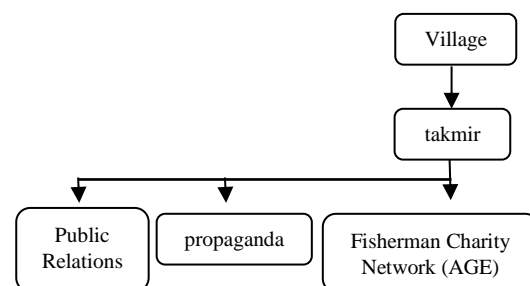 Village
takmir
Public
Relations
propaganda
Fisherman Charity
Network (AGE)